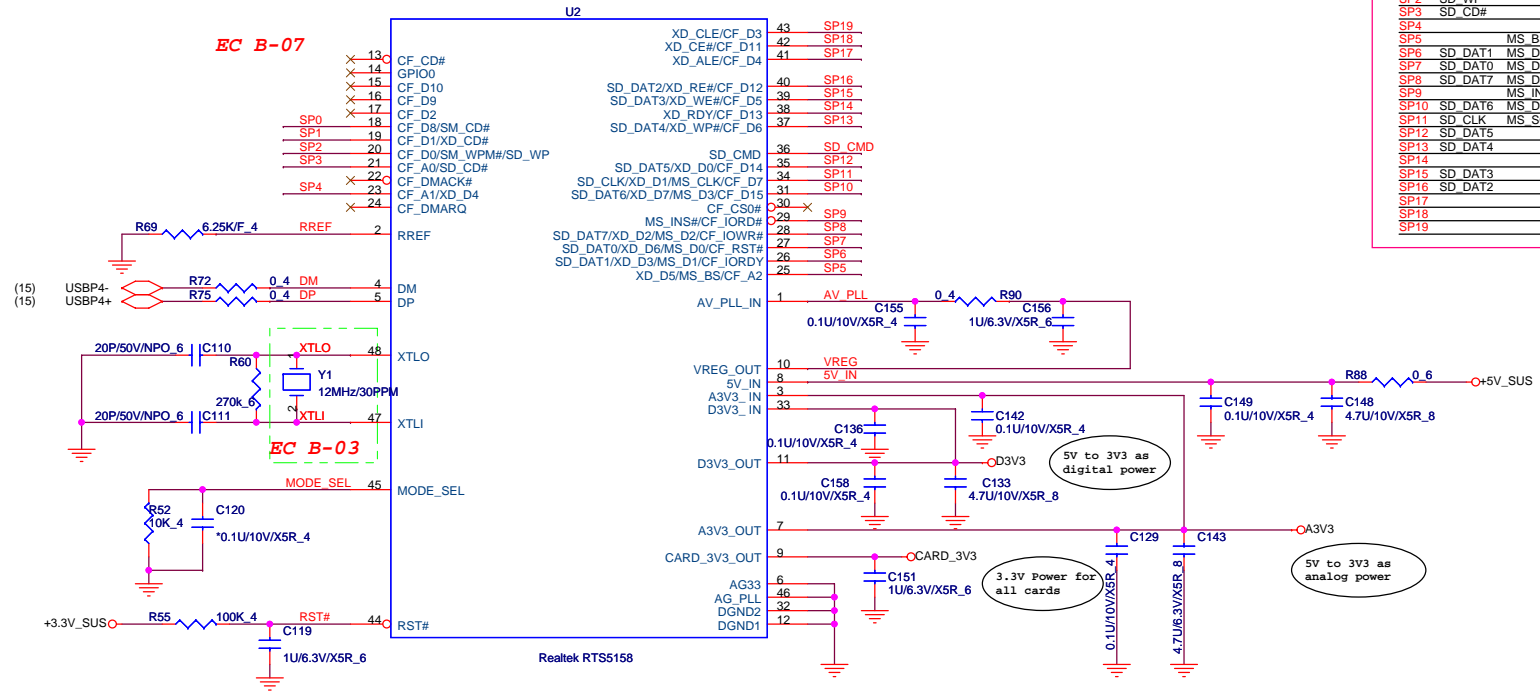 U2
EC B-07
13 CF_CD#
14 GPIO0
15 CF_D10
16 CF_D9
17 CF_D2
SP0 18 CF_D8/SM_CD#
SP1 19 CF_D1/XD_CD#
SP2 20 CF_D0/SM_WPM#/SD_WP
SP3 21 CF_A0/SD_CD#
22 CF_DMACK#
SP4 23 CF_A1/XD_D4
24 CF_DMARQ
R69 6.25K/F_4 RREF 2 RREF
(15) USBP4- R72 0_4 DM 4 DM
(15) USBP4+ R75 0_4 DP 5 DP
20P/50V/NPO_6 C110 XTLO 48 XTLO
R60 270k_6
1 Y1 2
12MHz/30PPM
20P/50V/NPO_6 C111 XTLI 47 XTLI
EC B-03
MODE_SEL 45 MODE_SEL
R52
10K_4
C120
*0.1U/10V/X5R_4
+3.3V_SUS R55 100K_4 RST# 44 RST#
C119
1U/6.3V/X5R_6
Realtek RTS5158
XD_CLE/CF_D3 43 SP19
XD_CE#/CF_D11 42 SP18
XD_ALE/CF_D4 41 SP17
SD_DAT2/XD_RE#/CF_D12 40 SP16
SD_DAT3/XD_WE#/CF_D5 39 SP15
XD_RDY/CF_D13 38 SP14
SD_DAT4/XD_WP#/CF_D6 37 SP13
SD_CMD 36 SD_CMD
SD_DAT5/XD_D0/CF_D14 35 SP12
SD_CLK/XD_D1/MS_CLK/CF_D7 34 SP11
SD_DAT6/XD_D7/MS_D3/CF_D15 31 SP10
CF_CS0# 30
MS_INS#/CF_IORD# 29 SP9
SD_DAT7/XD_D2/MS_D2/CF_IOWR# 28 SP8
SD_DAT0/XD_D6/MS_D0/CF_RST# 27 SP7
SD_DAT1/XD_D3/MS_D1/CF_IORDY 26 SP6
XD_D5/MS_BS/CF_A2 25 SP5
AV_PLL_IN 1 AV_PLL
C155
0.1U/10V/X5R_4
0_4 R90
C156
1U/6.3V/X5R_6
VREG_OUT 10 VREG
5V_IN 8 5V_IN
A3V3_IN 3
D3V3_IN 33
R88 0_6 +5V_SUS
C149
0.1U/10V/X5R_4
C148
4.7U/10V/X5R_8
C136
0.1U/10V/X5R_4
C142
0.1U/10V/X5R_4
D3V3_OUT 11 D3V3
C158
0.1U/10V/X5R_4
C133
4.7U/10V/X5R_8
5V to 3V3 as
digital power
A3V3_OUT 7 A3V3
C129
0.1U/10V/X5R_4
C143
4.7U/6.3V/X5R_8
5V to 3V3 as
analog power
CARD_3V3_OUT 9 CARD_3V3
C151
1U/6.3V/X5R_6
3.3V Power for
all cards
AG33 6
AG_PLL 46
DGND2 32
DGND1 12
SP3 SD_CD#
SP4
SP5 MS_B
SP6 SD_DAT1 MS_D
SP7 SD_DAT0 MS_D
SP8 SD_DAT7 MS_D
SP9 MS_IN
SP10 SD_DAT6 MS_D
SP11 SD_CLK MS_S
SP12 SD_DAT5
SP13 SD_DAT4
SP14
SP15 SD_DAT3
SP16 SD_DAT2
SP17
SP18
SP19